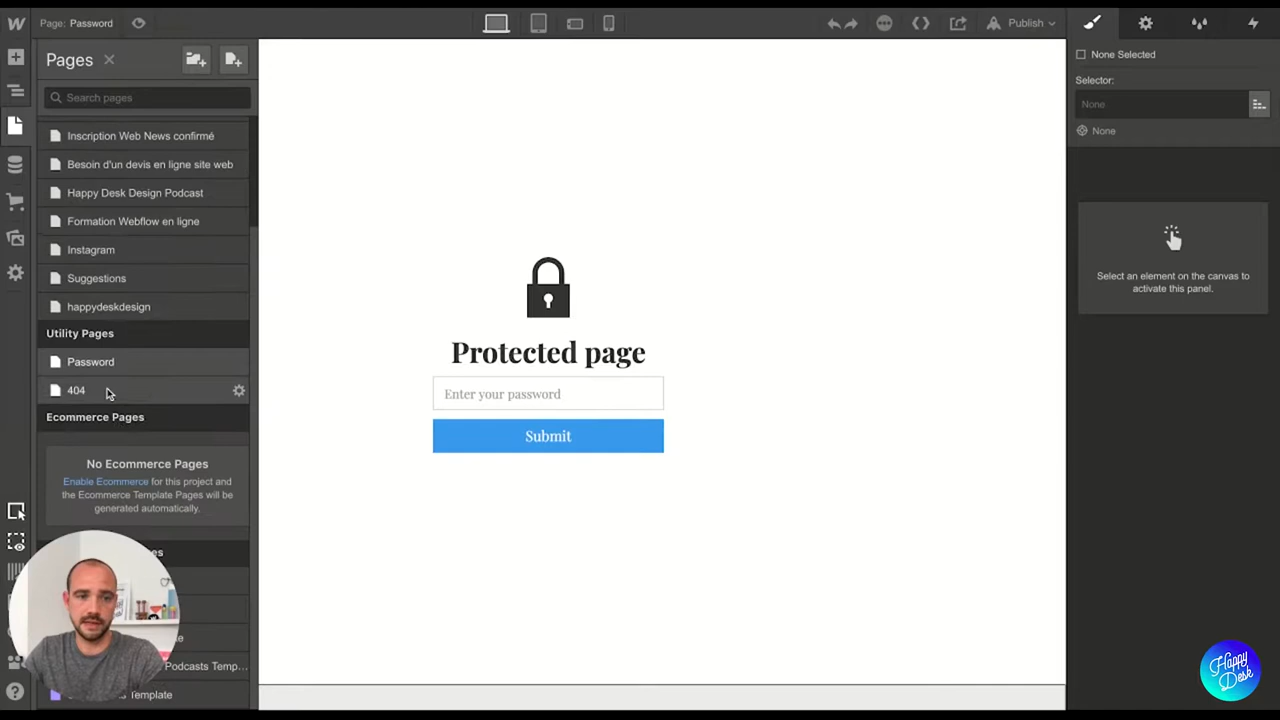 Page: Password
Publish
Pages
Search pages
Inscription Web News confirmé
Besoin d'un devis en ligne site web
Happy Desk Design Podcast
Formation Webflow en ligne
Instagram
Suggestions
happydeskdesign
Utility Pages
Password
404
Ecommerce Pages
No Ecommerce Pages
Enable Ecommerce for this project and
the Ecommerce Template Pages will be
generated automatically.
Podcasts Temp...
Template
Protected page
Enter your password
Submit
None Selected
Selector:
None
None
Select an element on the canvas to
activate this panel.
Happy
Desk